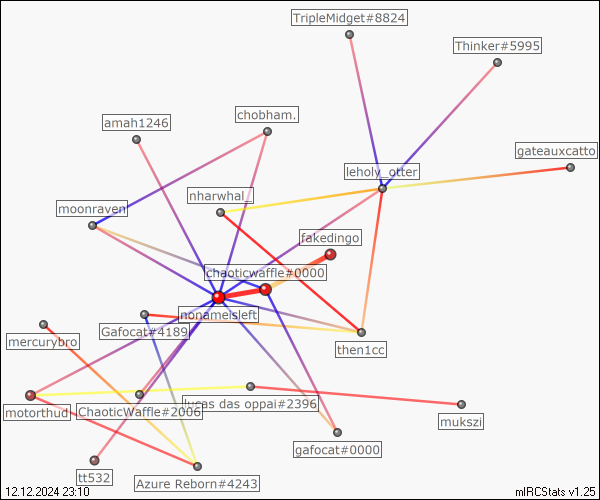 TripleMidget#8824
Thinker#5995
chobham.
amah1246
gateauxcatto
leholy_otter
nharwhal_
moonraven
fakedingo
chaoticwaffle#0000
nonameisleft
Gafocat#4189
mercurybro
then1cc
lucas das oppai#2396
motorthud
ChaoticWaffle#2006
mukszi
gafocat#0000
tt532
Azure Reborn#4243
12.12.2024 23:10
mIRCStats v1.25